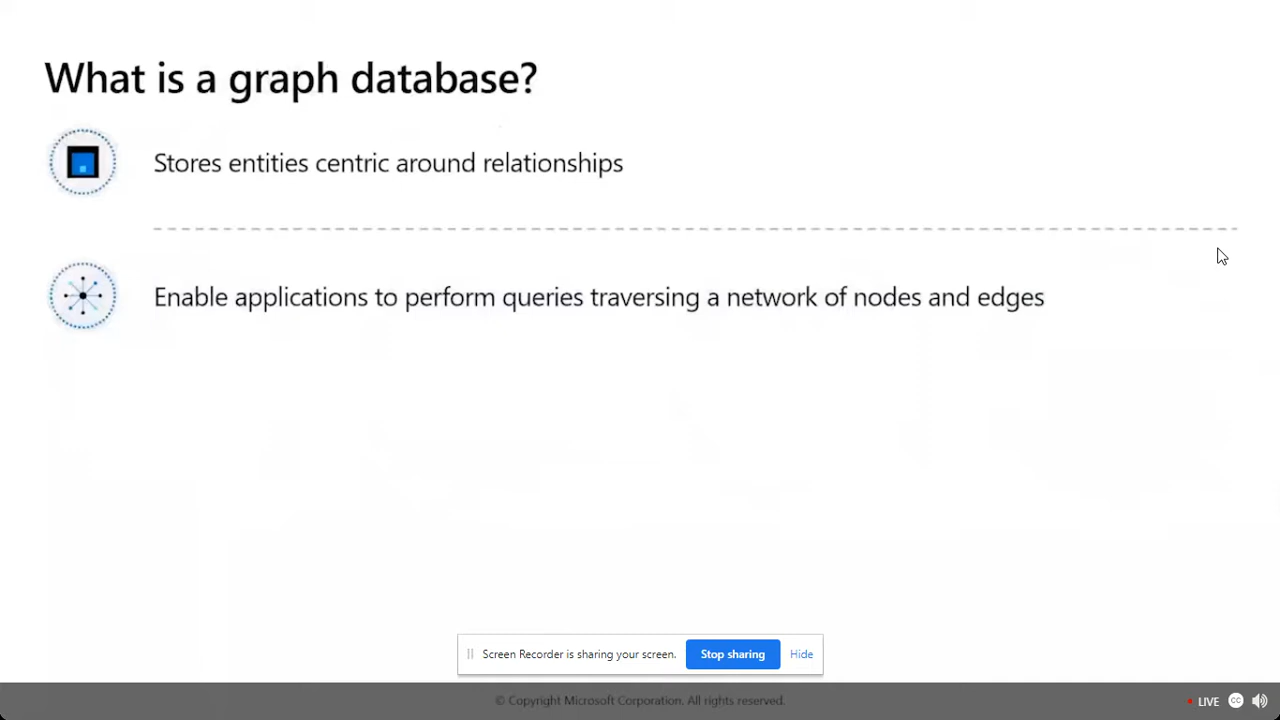 What is a graph database?
Stores entities centric around relationships
Enable applications to perform queries traversing a network of nodes and edges
Screen Recorder is sharing your screen. Stop sharing Hide
© Copyright Microsoft Corporation. All rights reserved.
LIVE CC